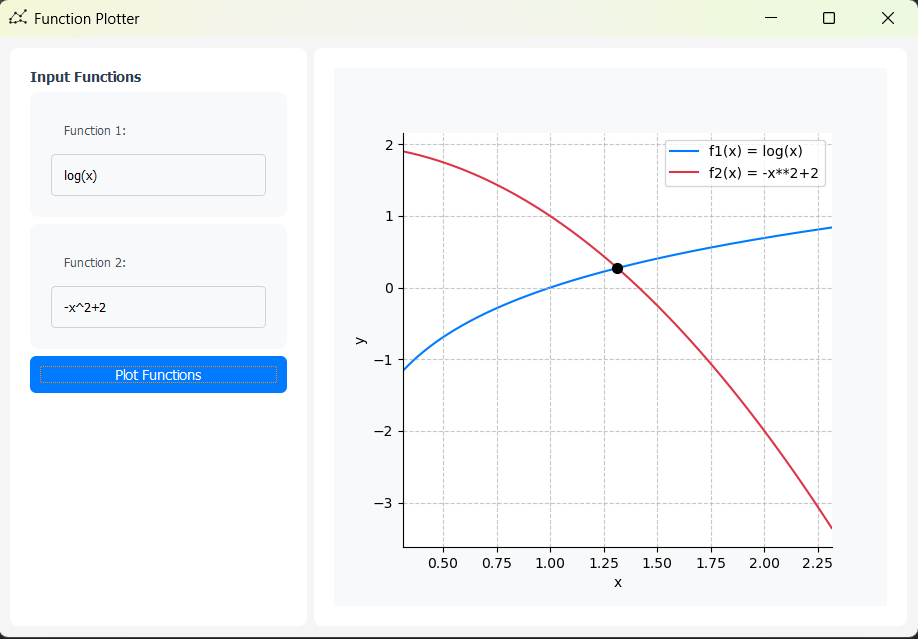 Function Plotter
Input Functions
Function 1:
log(x)
Function 2:
-x^2+2
Plot Functions
f1(x) = log(x)
f2(x) = -x**2+2
2
1
0
−1
−2
−3
y
0.50 0.75 1.00 1.25 1.50 1.75 2.00 2.25
x